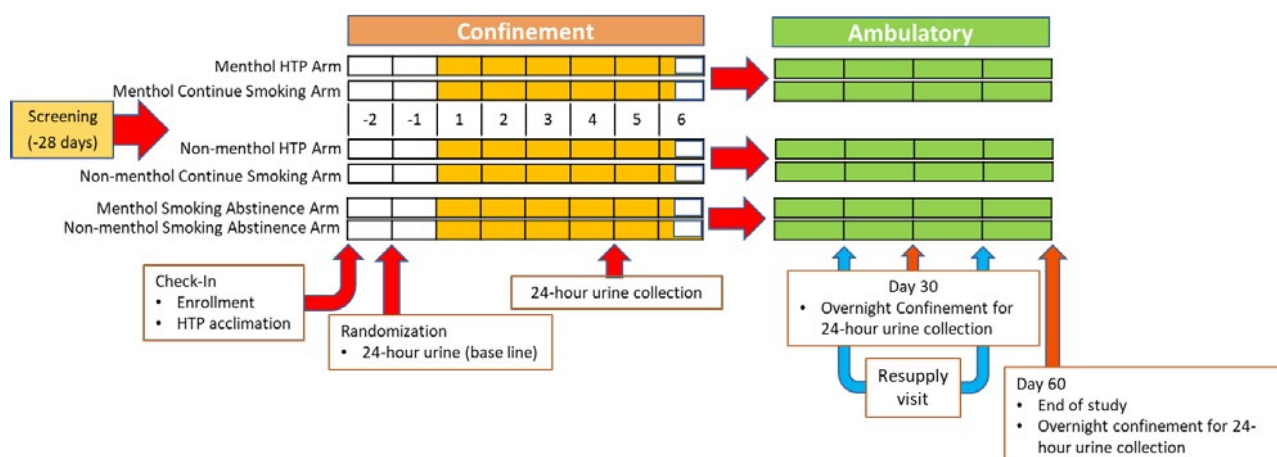 Confinement
Ambulatory
Menthol HTP Arm
Menthol Continue Smoking Arm
Screening
(-28 days)
-2 -1 1 2 3 4 5 6
Non-menthol HTP Arm
Non-menthol Continue Smoking Arm
Menthol Smoking Abstinence Arm
Non-menthol Smoking Abstinence Arm
Check-In
• Enrollment
• HTP acclimation
Randomization
• 24-hour urine (base line)
24-hour urine collection
Day 30
• Overnight Confinement for
24-hour urine collection
Resupply
visit
Day 60
• End of study
• Overnight confinement for 24-
hour urine collection